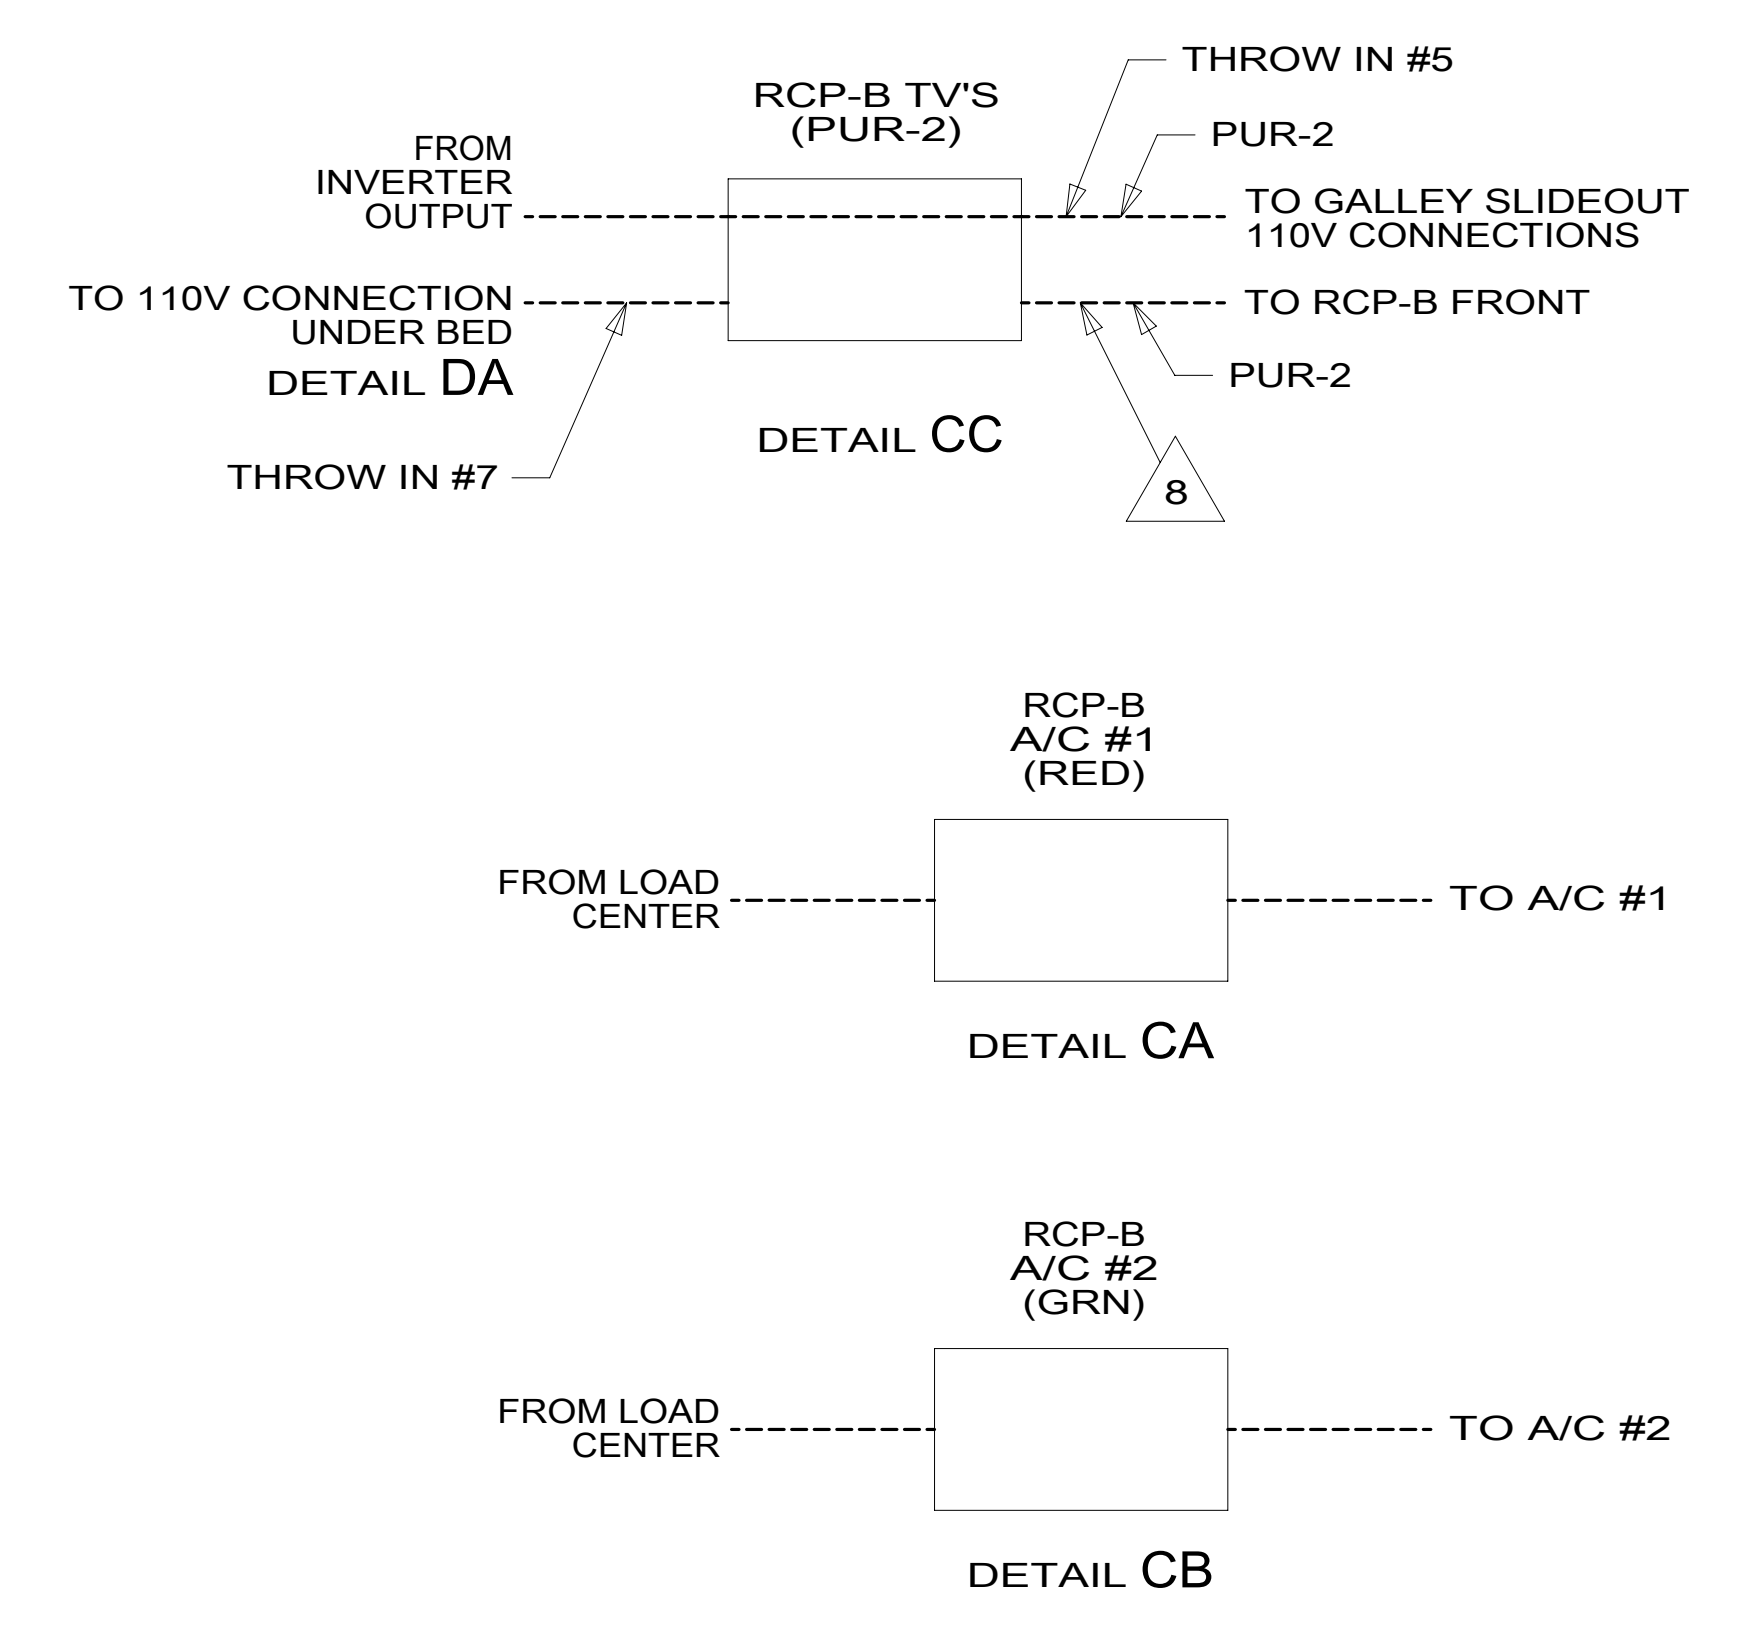 THROW IN #5
RCP-B TV'S
(PUR-2)
PUR-2
FROM
INVERTER
OUTPUT
TO GALLEY SLIDEOUT
110V CONNECTIONS
TO 110V CONNECTION
UNDER BED
DETAIL DA
TO RCP-B FRONT
PUR-2
DETAIL CC
THROW IN #7
8
RCP-B
A/C #1
(RED)
FROM LOAD
CENTER
TO A/C #1
DETAIL CA
RCP-B
A/C #2
(GRN)
FROM LOAD
CENTER
TO A/C #2
DETAIL CB